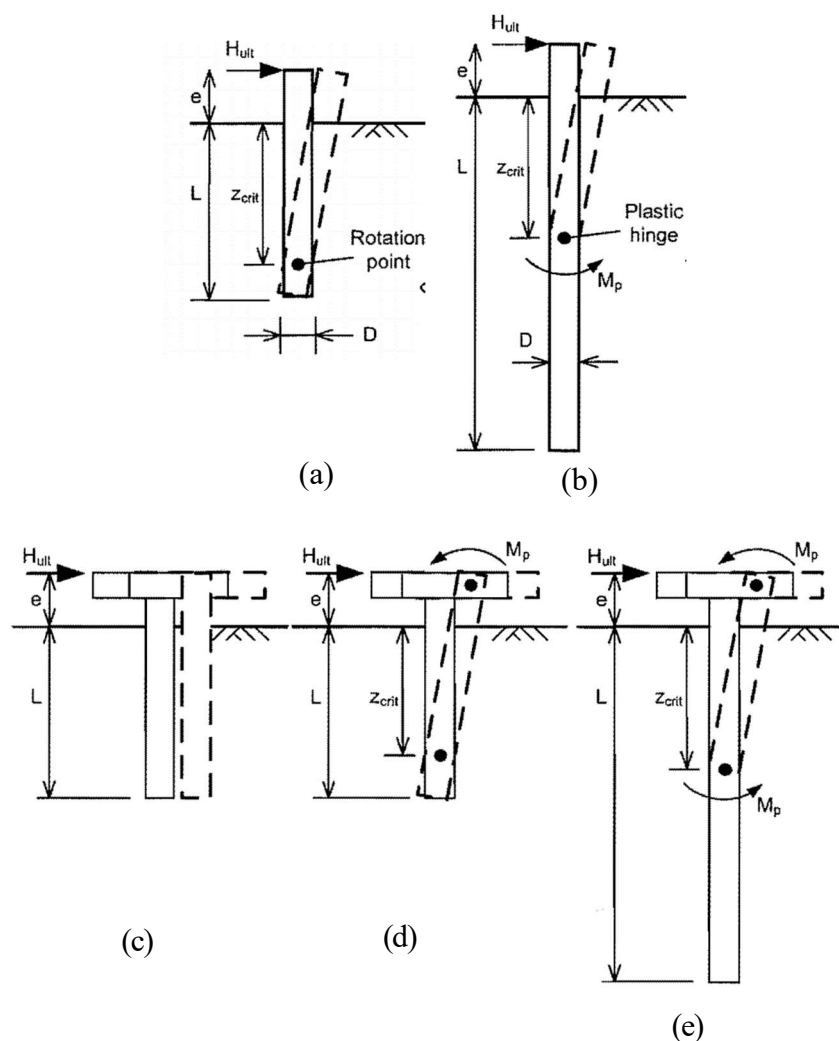 H_ult
e
L
z_crit
Rotation
point
D
(a)
H_ult
e
L
z_crit
Plastic
hinge
M_p
D
(b)
H_ult
e
L
(c)
H_ult
M_p
e
L
z_crit
(d)
H_ult
M_p
e
L
z_crit
M_p
(e)